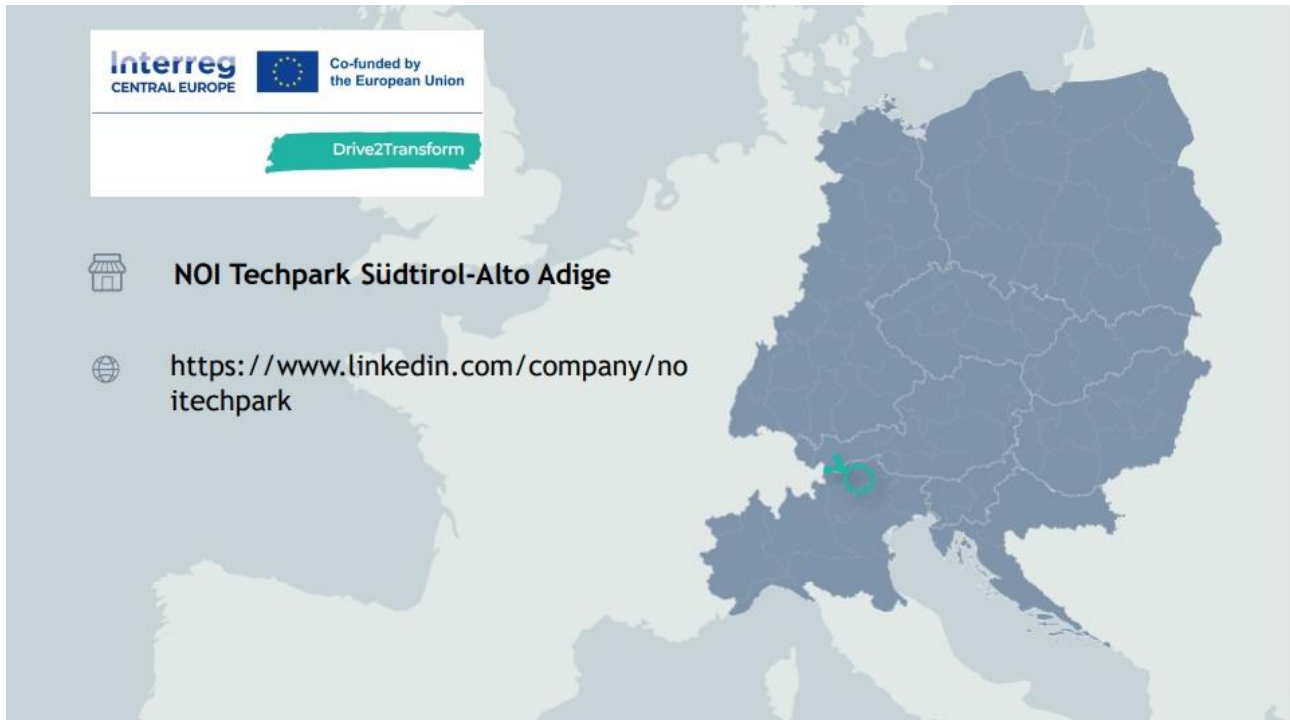 Interreg
CENTRAL EUROPE
Co-funded by
the European Union
Drive2Transform
NOI Techpark Südtirol-Alto Adige
https://www.linkedin.com/company/no
itechpark